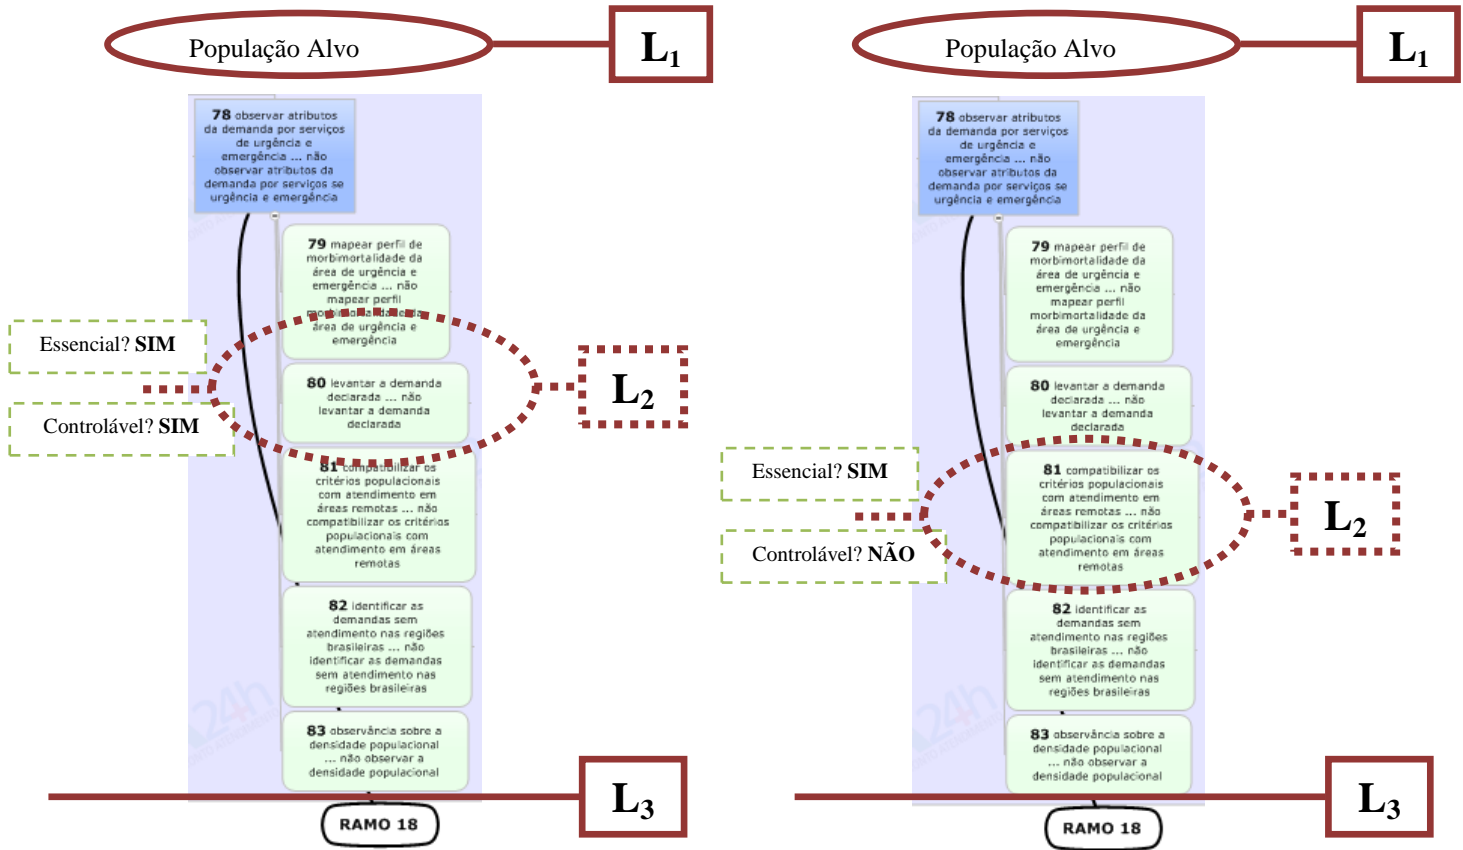 População Alvo
L1
78 observar atributos
da demanda por serviços
de urgência e
emergência ... não
observar atributos da
demanda por serviços se
urgência e emergência
79 mapear perfil de
morbimortalidade da
área de urgência e
emergência ... não
mapear perfil
morbimortalidade da
área de urgência e
emergência
Essencial? SIM
Controlável? SIM
80 levantar a demanda
declarada ... não
levantar a demanda
declarada
L2
81 compatibilizar os
critérios populacionais
com atendimento em
áreas remotas ... não
compatibilizar os critérios
populacionais com
atendimento em áreas
remotas
82 identificar as
demandas sem
atendimento nas regiões
brasileiras ... não
identificar as demandas
sem atendimento nas
regiões brasileiras
83 observância sobre a
densidade populacional
... não observar a
densidade populacional
L3
RAMO 18
População Alvo
L1
78 observar atributos
da demanda por serviços
de urgência e
emergência ... não
observar atributos da
demanda por serviços se
urgência e emergência
79 mapear perfil de
morbimortalidade da
área de urgência e
emergência ... não
mapear perfil
morbimortalidade da
área de urgência e
emergência
80 levantar a demanda
declarada ... não
levantar a demanda
declarada
Essencial? SIM
Controlável? NÃO
81 compatibilizar os
critérios populacionais
com atendimento em
áreas remotas ... não
compatibilizar os critérios
populacionais com
atendimento em áreas
remotas
L2
82 identificar as
demandas sem
atendimento nas regiões
brasileiras ... não
identificar as demandas
sem atendimento nas
regiões brasileiras
83 observância sobre a
densidade populacional
... não observar a
densidade populacional
L3
RAMO 18
24h
24h